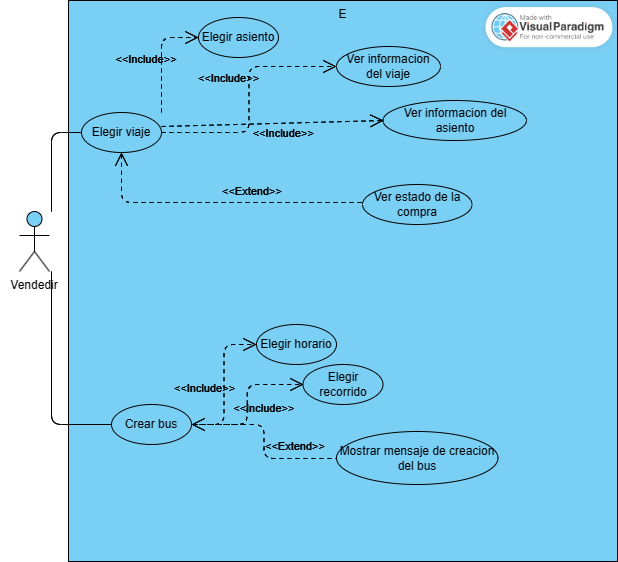 E
Made with
VisualParadigm
For non-commercial use
Elegir asiento
<<Include>>
Ver informacion
del viaje
<<Include>>
Elegir viaje
Ver informacion del
asiento
<<Include>>
<<Extend>>
Ver estado de la
compra
Vendedir
Elegir horario
<<Include>>
Elegir
recorrido
<<Include>>
Crear bus
<<Extend>>
Mostrar mensaje de creacion
del bus